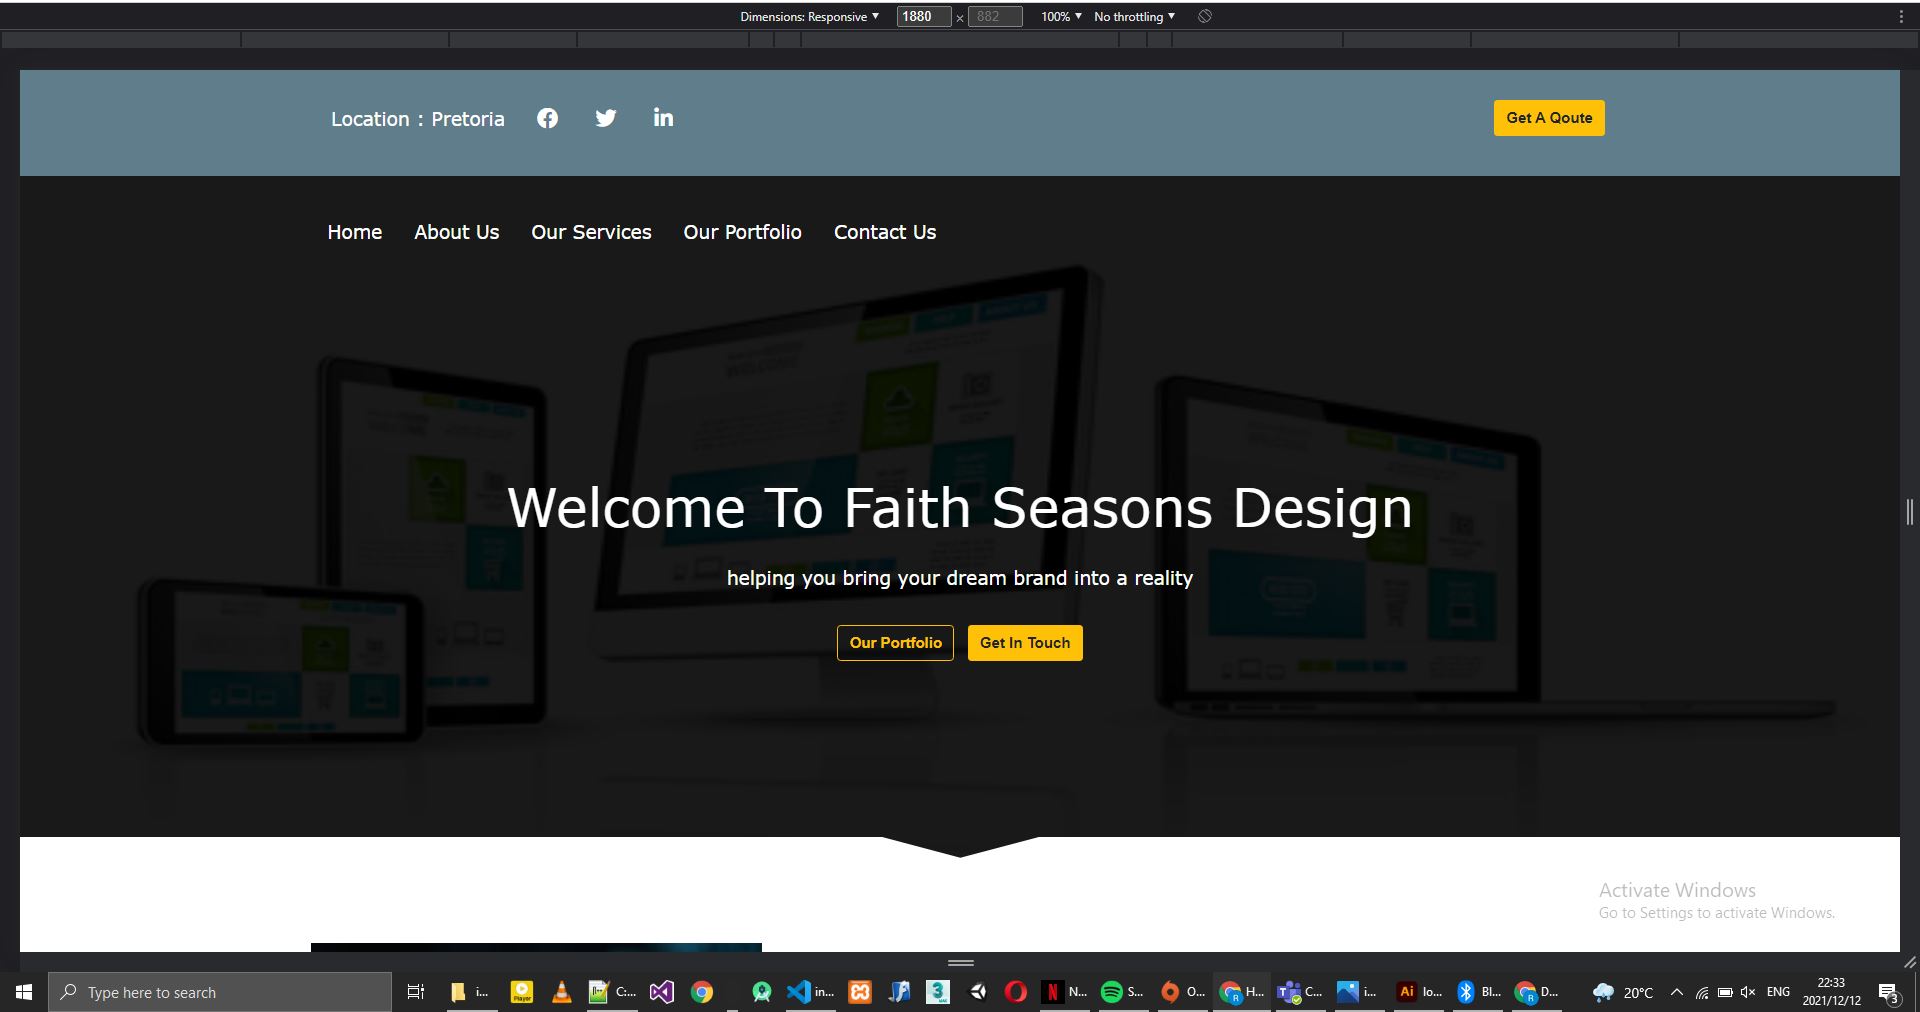 Dimensions: Responsive 1880 × 882 100% No throttling
Location : Pretoria
Get A Qoute
Home About Us Our Services Our Portfolio Contact Us
Welcome To Faith Seasons Design
helping you bring your dream brand into a reality
Our Portfolio Get In Touch
Activate Windows
Go to Settings to activate Windows.
Type here to search
i...
Player
C:...
in...
N...
S...
O...
H...
C...
i...
Ai Io...
Bl...
D...
20°C
ENG
22:33
2021/12/12
3